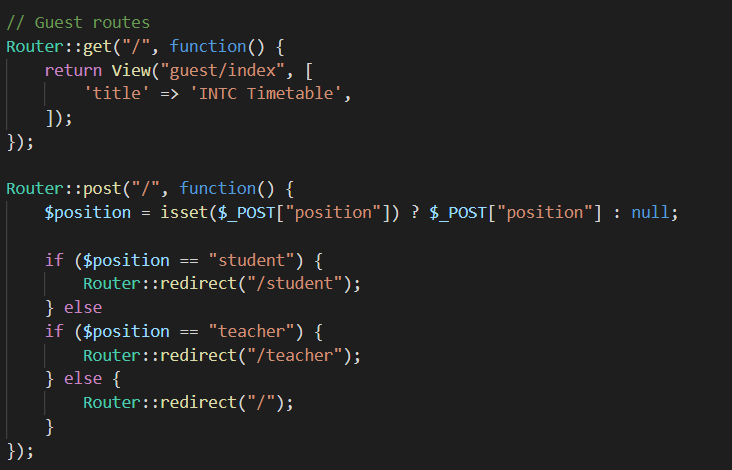 // Guest routes
Router::get("/", function() {
    return View("guest/index", [
        'title' => 'INTC Timetable',
    ]);
});

Router::post("/", function() {
    $position = isset($_POST["position"]) ? $_POST["position"] : null;

    if ($position == "student") {
        Router::redirect("/student");
    } else
    if ($position == "teacher") {
        Router::redirect("/teacher");
    } else {
        Router::redirect("/");
    }
});